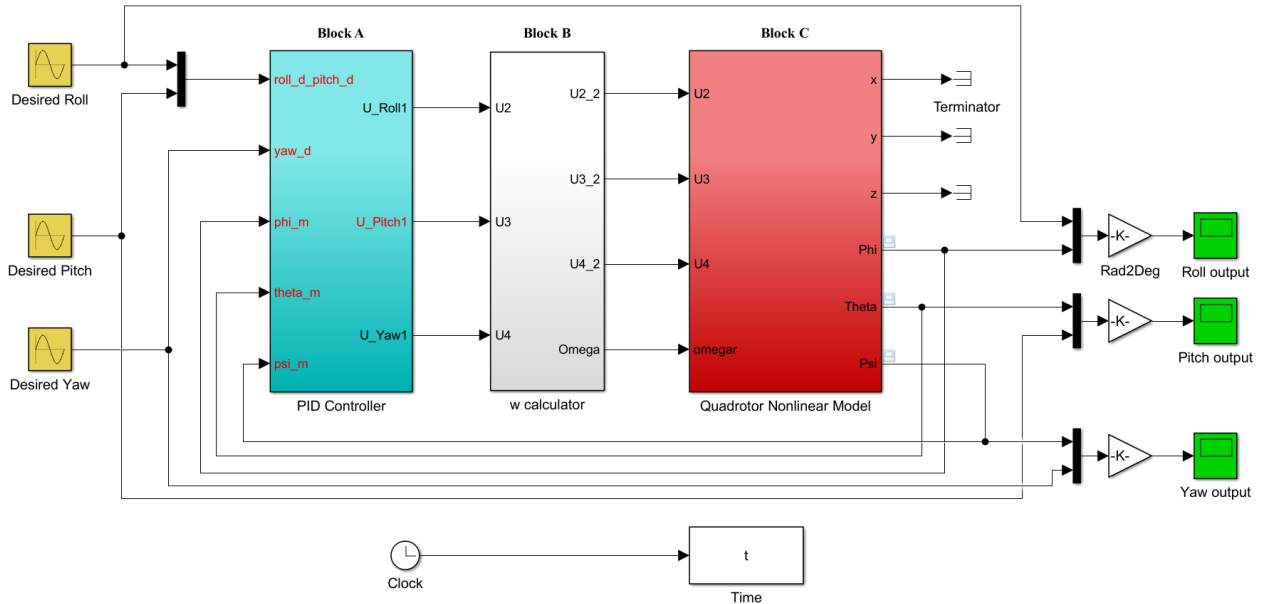 Block A
Block B
Block C
Desired Roll
Desired Pitch
Desired Yaw
roll_d_pitch_d
yaw_d
phi_m
theta_m
psi_m
U_Roll1
U_Pitch1
U_Yaw1
PID Controller
U2
U3
U4
U2_2
U3_2
U4_2
Omega
w calculator
U2
U3
U4
omegar
x
y
z
Phi
Theta
Psi
Quadrotor Nonlinear Model
Terminator
-K-
Rad2Deg
Roll output
-K-
Pitch output
-K-
Yaw output
Clock
t
Time